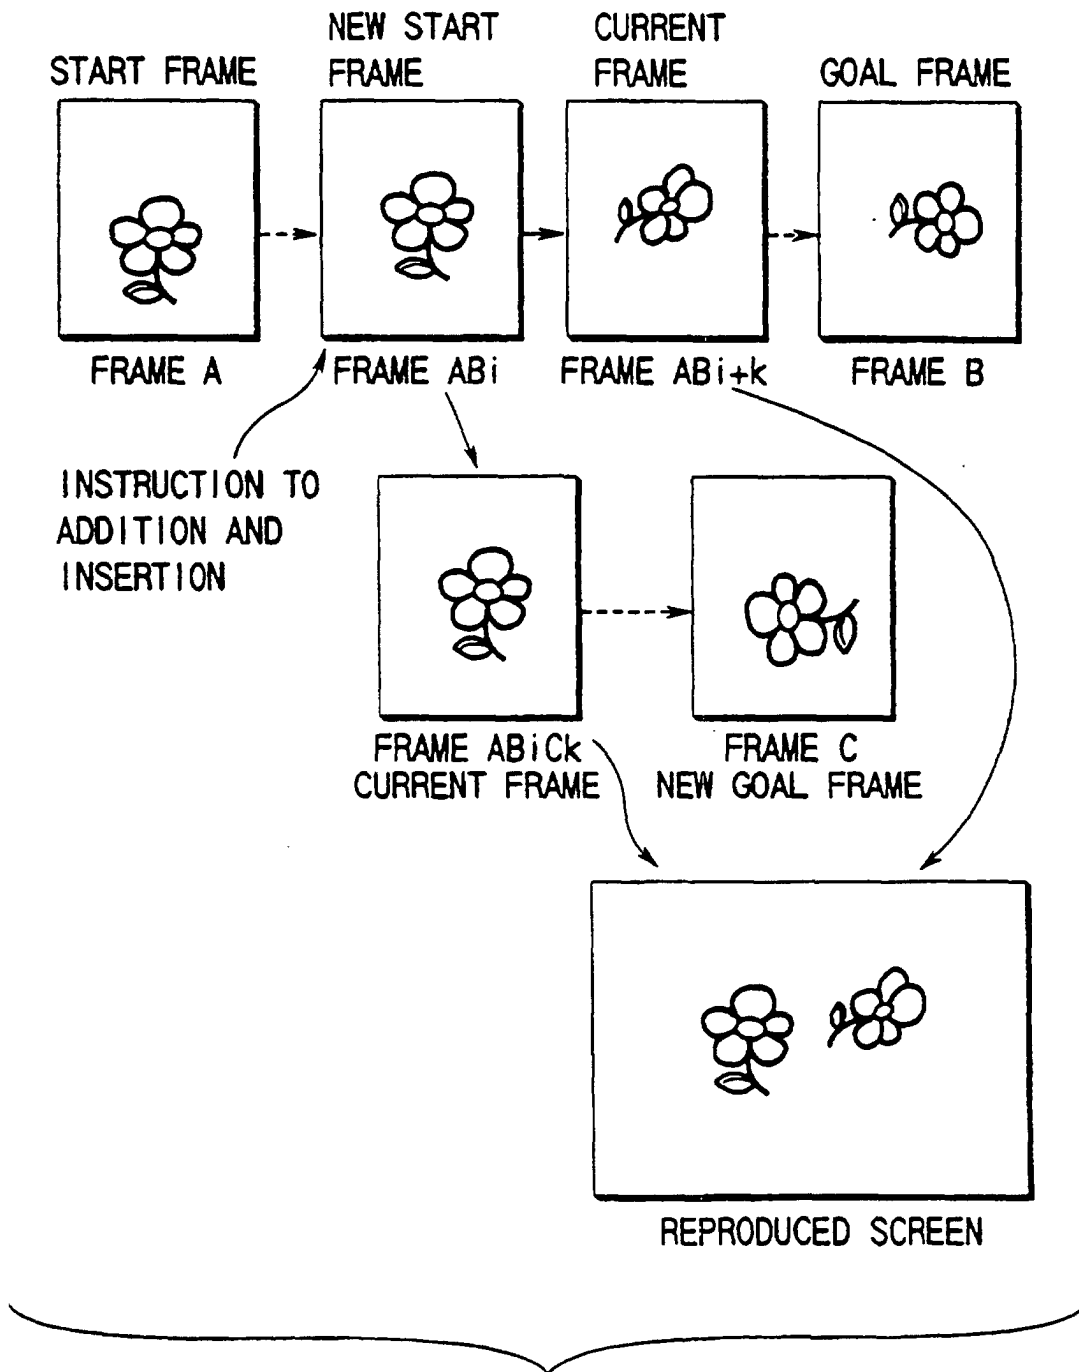 START FRAME
NEW START
FRAME
CURRENT
FRAME
GOAL FRAME
FRAME A
FRAME ABi
FRAME ABi+k
FRAME B
INSTRUCTION TO
ADDITION AND
INSERTION
FRAME ABiCk
CURRENT FRAME
FRAME C
NEW GOAL FRAME
REPRODUCED SCREEN